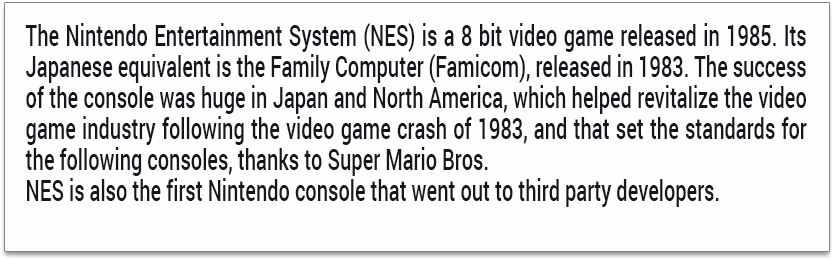 The Nintendo Entertainment System (NES) is a 8 bit video game released in 1985. Its
Japanese equivalent is the Family Computer (Famicom), released in 1983. The success
of the console was huge in Japan and North America, which helped revitalize the video
game industry following the video game crash of 1983, and that set the standards for
the following consoles, thanks to Super Mario Bros.
NES is also the first Nintendo console that went out to third party developers.